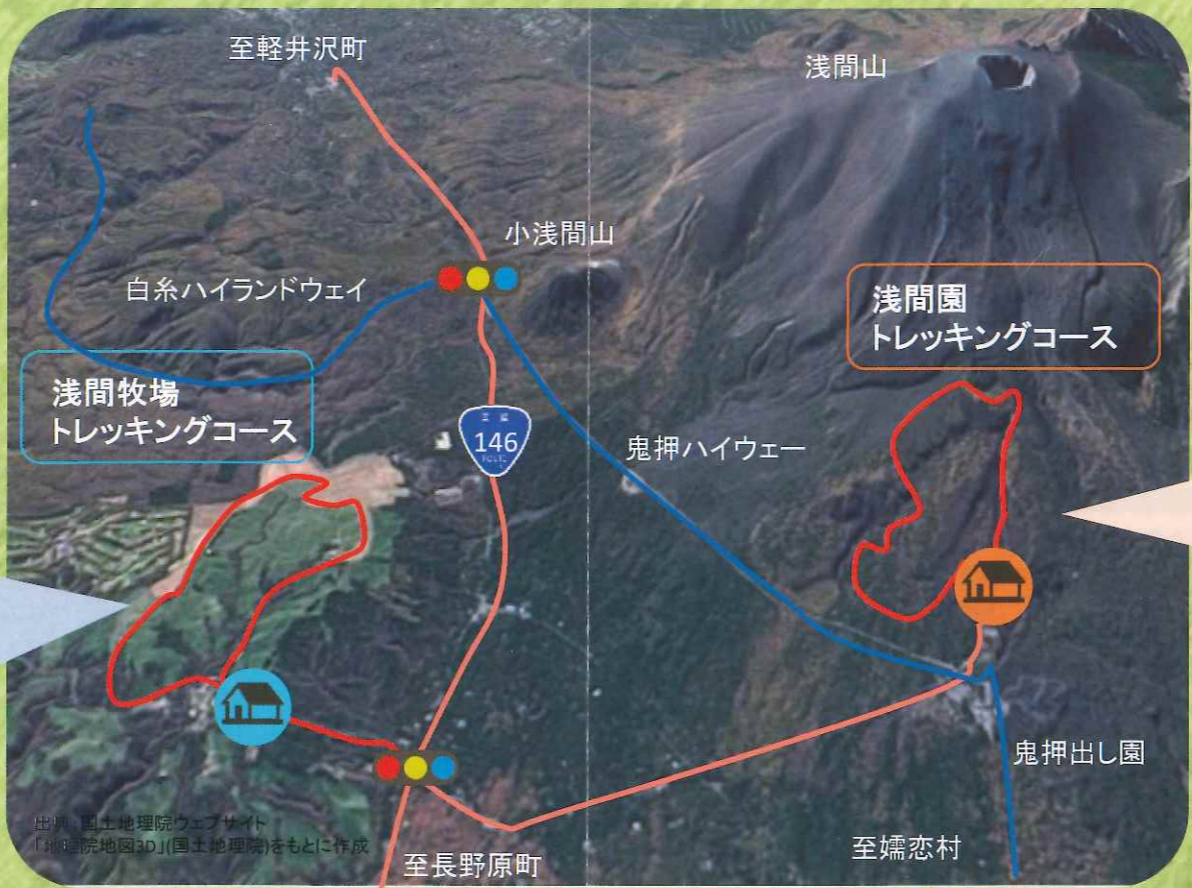 至軽井沢町
浅間山
小浅間山
白糸ハイランドウェイ
浅間園
トレッキングコース
浅間牧場
トレッキングコース
146
鬼押ハイウェー
鬼押出し園
出典:国土地理院ウェブサイト
「地理院地図3D」(国土地理院)をもとに作成
至長野原町
至嬬恋村